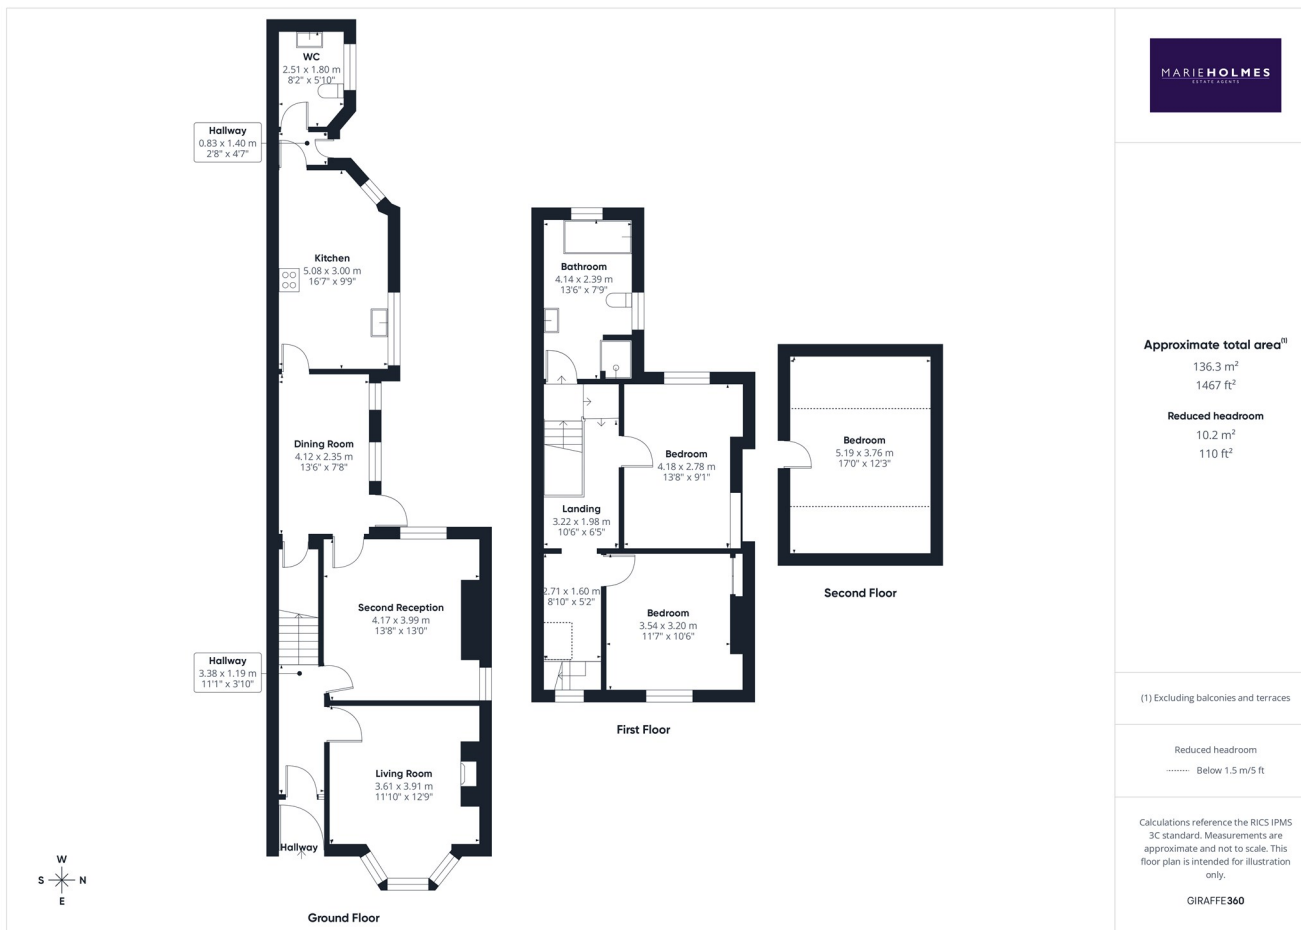 WC
2.51 x 1.80 m
8'2" x 5'10"
Hallway
0.83 x 1.40 m
2'8" x 4'7"
Kitchen
5.08 x 3.00 m
16'7" x 9'9"
Dining Room
4.12 x 2.35 m
13'6" x 7'8"
Second Reception
4.17 x 3.99 m
13'8" x 13'0"
Hallway
3.38 x 1.19 m
11'1" x 3'10"
Living Room
3.61 x 3.91 m
11'10" x 12'9"
Hallway
Ground Floor
W
S N
E
Bathroom
4.14 x 2.39 m
13'6" x 7'9"
Bedroom
4.18 x 2.78 m
13'8" x 9'1"
Landing
3.22 x 1.98 m
10'6" x 6'5"
2.71 x 1.60 m
8'10" x 5'2"
Bedroom
3.54 x 3.20 m
11'7" x 10'6"
First Floor
Bedroom
5.19 x 3.76 m
17'0" x 12'3"
Second Floor
MARIEHOLMES
ESTATE AGENTS
Approximate total area(1)
136.3 m²
1467 ft²
Reduced headroom
10.2 m²
110 ft²
(1) Excluding balconies and terraces
Reduced headroom
Below 1.5 m/5 ft
Calculations reference the RICS IPMS
3C standard. Measurements are
approximate and not to scale. This
floor plan is intended for illustration
only.
GIRAFFE360